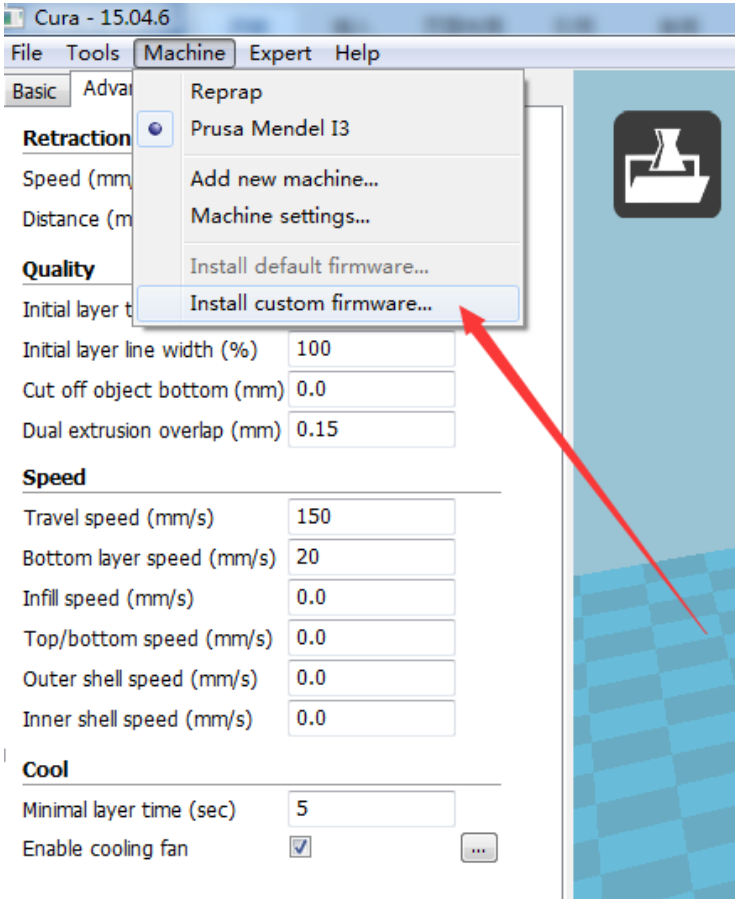 Cura - 15.04.6
File Tools Machine Expert Help
Basic Advan
Reprap
Prusa Mendel I3
Add new machine...
Machine settings...
Install default firmware...
Install custom firmware...
Retraction
Speed (mm
Distance (m
Quality
Initial layer t
Initial layer line width (%) 100
Cut off object bottom (mm) 0.0
Dual extrusion overlap (mm) 0.15
Speed
Travel speed (mm/s) 150
Bottom layer speed (mm/s) 20
Infill speed (mm/s) 0.0
Top/bottom speed (mm/s) 0.0
Outer shell speed (mm/s) 0.0
Inner shell speed (mm/s) 0.0
Cool
Minimal layer time (sec) 5
Enable cooling fan ...